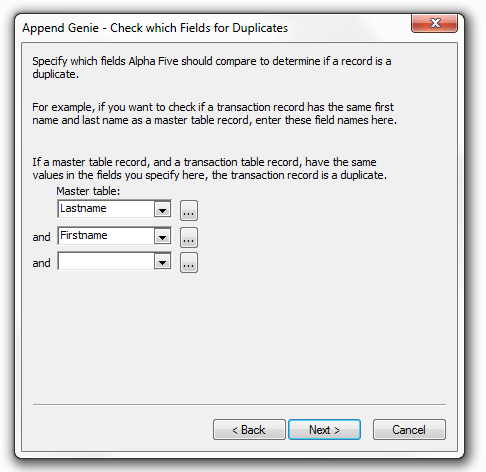 Append Genie - Check which Fields for Duplicates
Specify which fields Alpha Five should compare to determine if a record is a
duplicate.
For example, if you want to check if a transaction record has the same first
name and last name as a master table record, enter these field names here.
If a master table record, and a transaction table record, have the same
values in the fields you specify here, the transaction record is a duplicate.
Master table:
Lastname ...
and Firstname ...
and ...
< Back Next > Cancel